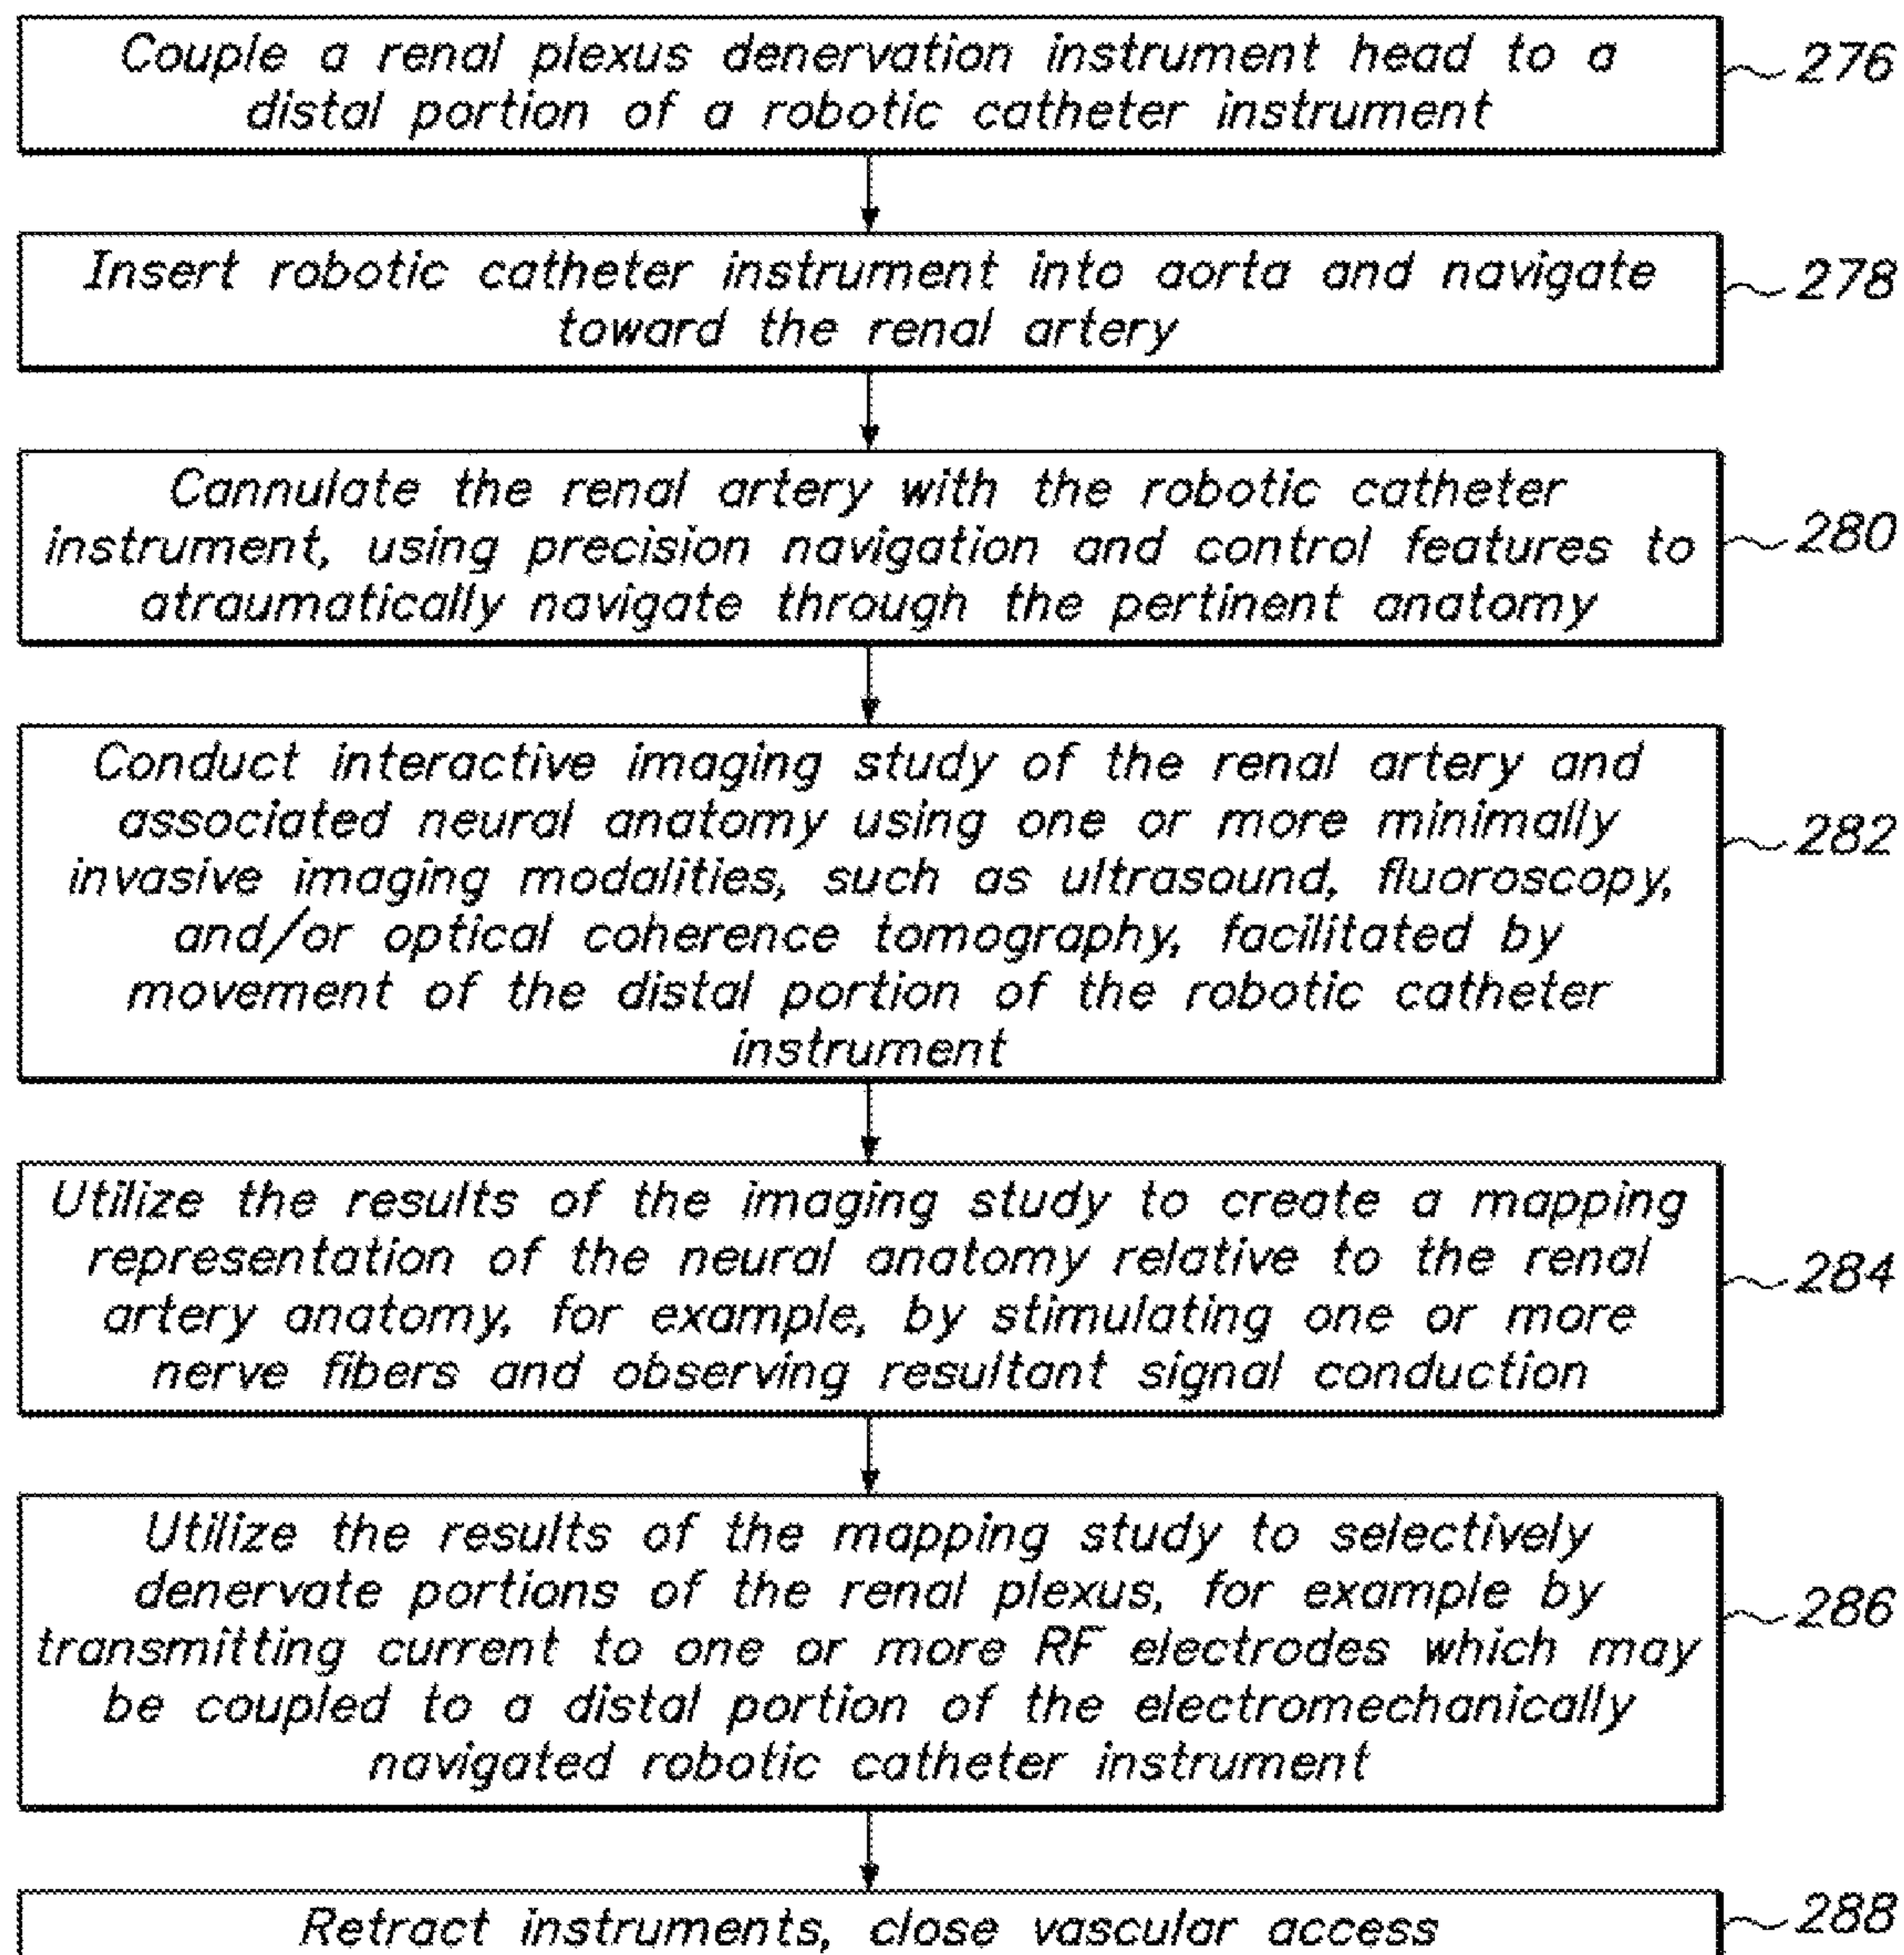 Couple a renal plexus denervation instrument head to a
distal portion of a robotic catheter instrument
276
Insert robotic catheter instrument into aorta and navigate
toward the renal artery
278
Cannulate the renal artery with the robotic catheter
instrument, using precision navigation and control features to
atraumatically navigate through the pertinent anatomy
280
Conduct interactive imaging study of the renal artery and
associated neural anatomy using one or more minimally
invasive imaging modalities, such as ultrasound, fluoroscopy,
and/or optical coherence tomography, facilitated by
movement of the distal portion of the robotic catheter
instrument
282
Utilize the results of the imaging study to create a mapping
representation of the neural anatomy relative to the renal
artery anatomy, for example, by stimulating one or more
nerve fibers and observing resultant signal conduction
284
Utilize the results of the mapping study to selectively
denervate portions of the renal plexus, for example by
transmitting current to one or more RF electrodes which may
be coupled to a distal portion of the electromechanically
navigated robotic catheter instrument
286
Retract instruments, close vascular access
288